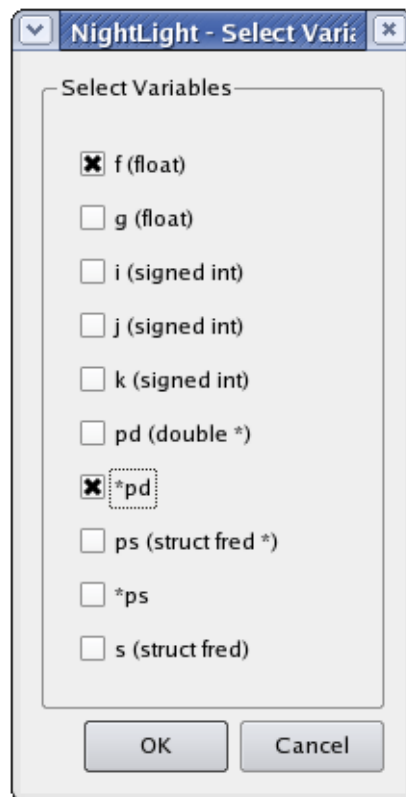 NightLight - Select Varia
Select Variables
f (float)
g (float)
i (signed int)
j (signed int)
k (signed int)
pd (double *)
*pd
ps (struct fred *)
*ps
s (struct fred)
OK
Cancel